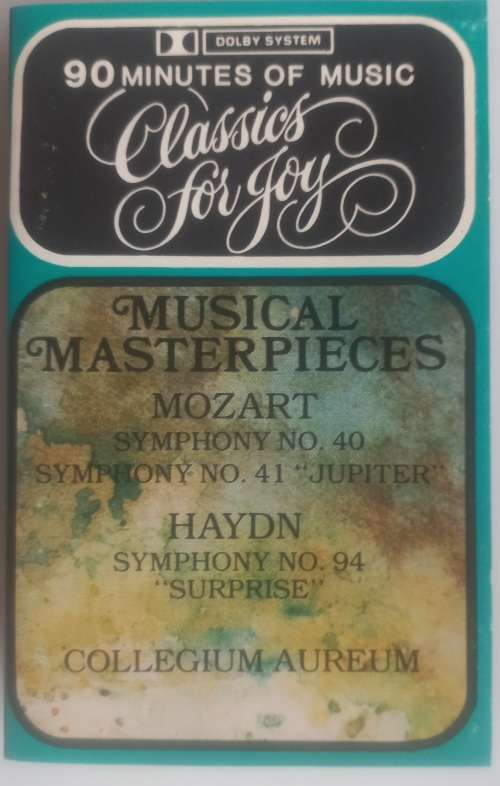 DOLBY SYSTEM
90 MINUTES OF MUSIC
Classics
for Joy
MUSICAL
MASTERPIECES
MOZART
SYMPHONY NO. 40
SYMPHONY NO. 41 "JUPITER"
HAYDN
SYMPHONY NO. 94
"SURPRISE"
COLLEGIUM AUREUM